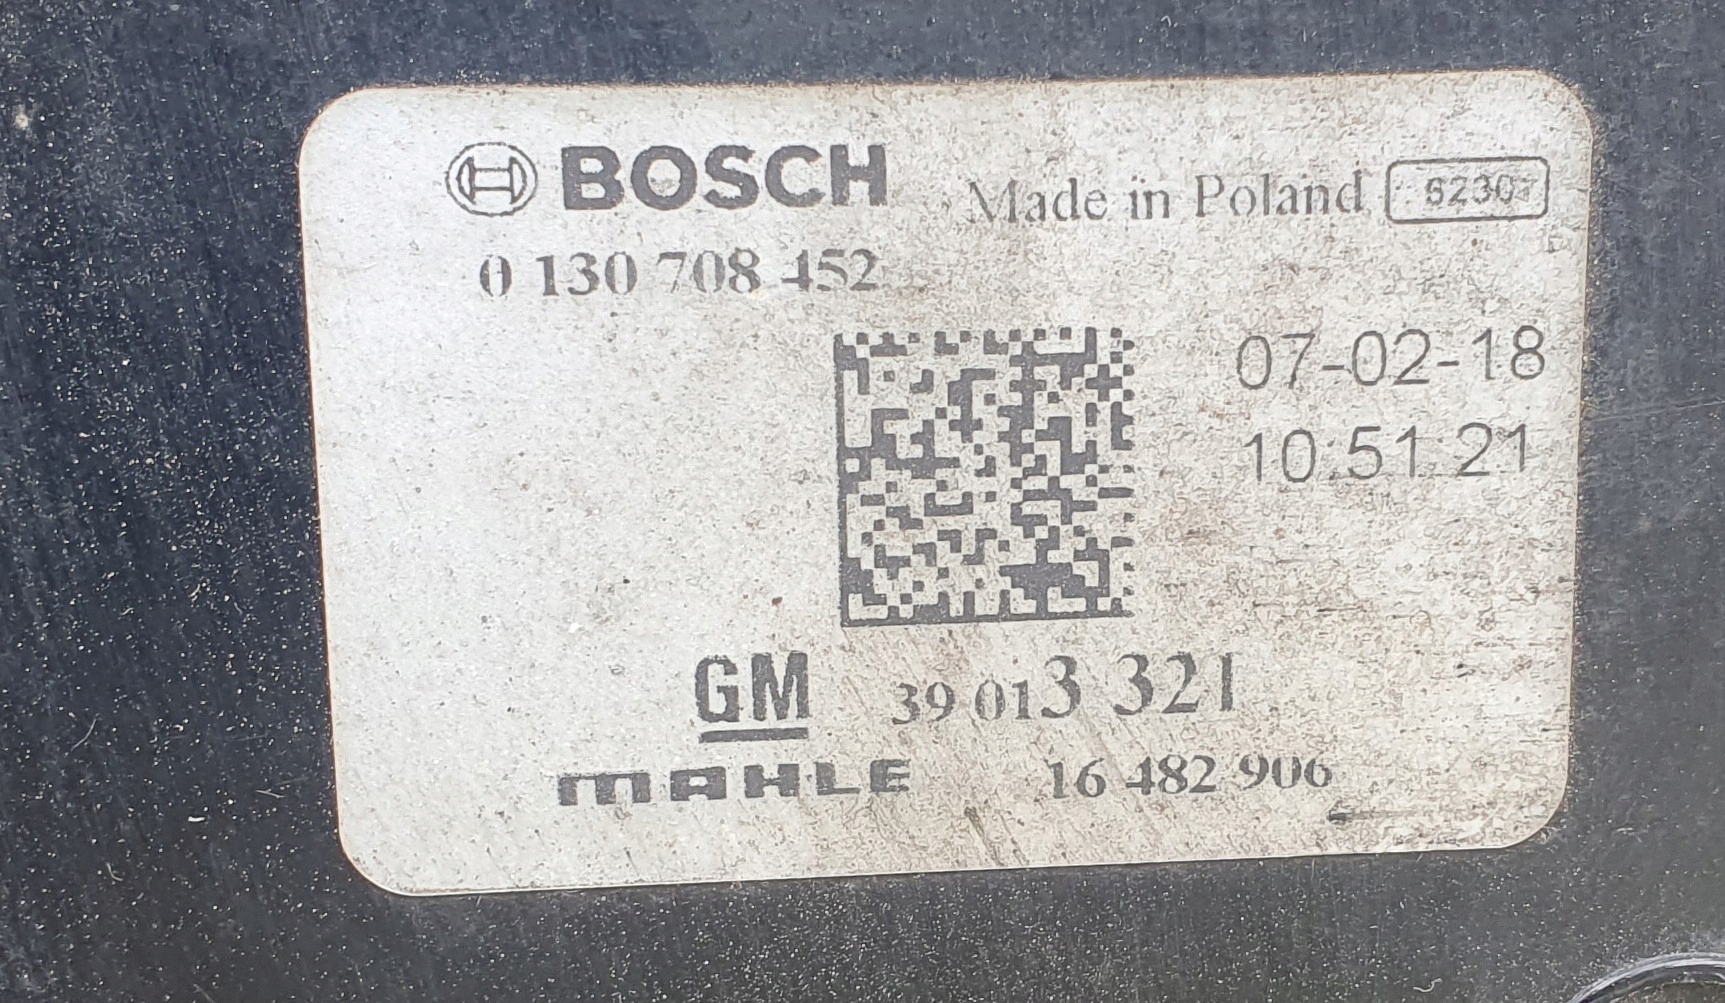 BOSCH Made in Poland
0 130 708 452
07-02-18
10:51:21
GM 39 013 321
MAHLE 16 482 906